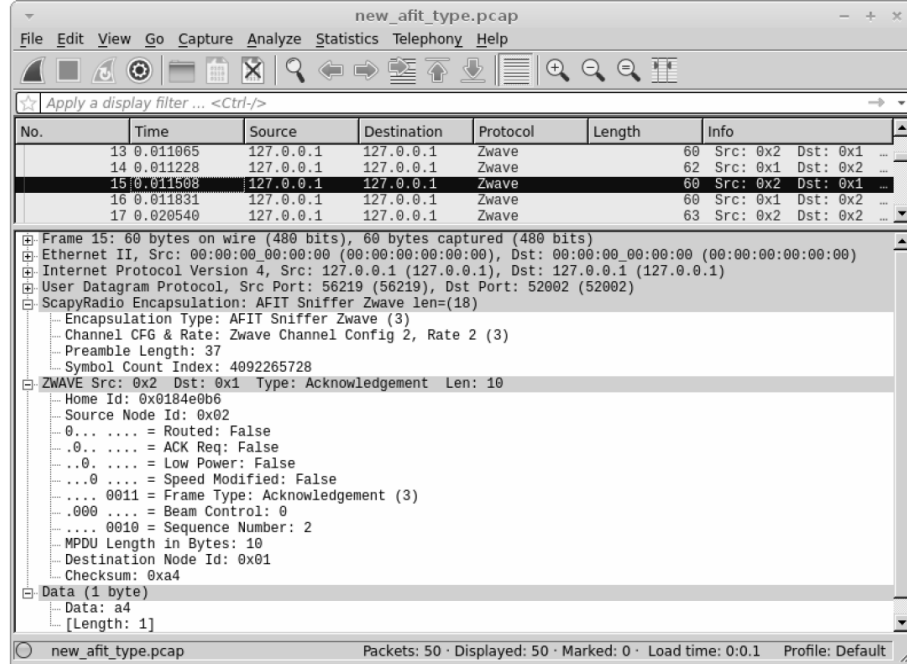 new_afit_type.pcap
File Edit View Go Capture Analyze Statistics Telephony Help
Apply a display filter ... <Ctrl-/>
No. Time Source Destination Protocol Length Info
13 0.011065 127.0.0.1 127.0.0.1 Zwave 60 Src: 0x2 Dst: 0x1 …
14 0.011228 127.0.0.1 127.0.0.1 Zwave 62 Src: 0x1 Dst: 0x2 …
15 0.011508 127.0.0.1 127.0.0.1 Zwave 60 Src: 0x2 Dst: 0x1 …
16 0.011831 127.0.0.1 127.0.0.1 Zwave 60 Src: 0x1 Dst: 0x2 …
17 0.020540 127.0.0.1 127.0.0.1 Zwave 63 Src: 0x2 Dst: 0x2 …
Frame 15: 60 bytes on wire (480 bits), 60 bytes captured (480 bits)
Ethernet II, Src: 00:00:00_00:00:00 (00:00:00:00:00:00), Dst: 00:00:00_00:00:00 (00:00:00:00:00:00)
Internet Protocol Version 4, Src: 127.0.0.1 (127.0.0.1), Dst: 127.0.0.1 (127.0.0.1)
User Datagram Protocol, Src Port: 56219 (56219), Dst Port: 52002 (52002)
ScapyRadio Encapsulation: AFIT Sniffer Zwave len=(18)
Encapsulation Type: AFIT Sniffer Zwave (3)
Channel CFG & Rate: Zwave Channel Config 2, Rate 2 (3)
Preamble Length: 37
Symbol Count Index: 4092265728
ZWAVE Src: 0x2 Dst: 0x1 Type: Acknowledgement Len: 10
Home Id: 0x0184e0b6
Source Node Id: 0x02
0... .... = Routed: False
.0.. .... = ACK Req: False
..0. .... = Low Power: False
...0 .... = Speed Modified: False
.... 0011 = Frame Type: Acknowledgement (3)
.000 .... = Beam Control: 0
.... 0010 = Sequence Number: 2
MPDU Length in Bytes: 10
Destination Node Id: 0x01
Checksum: 0xa4
Data (1 byte)
Data: a4
[Length: 1]
new_afit_type.pcap Packets: 50 · Displayed: 50 · Marked: 0 · Load time: 0:0.1 Profile: Default